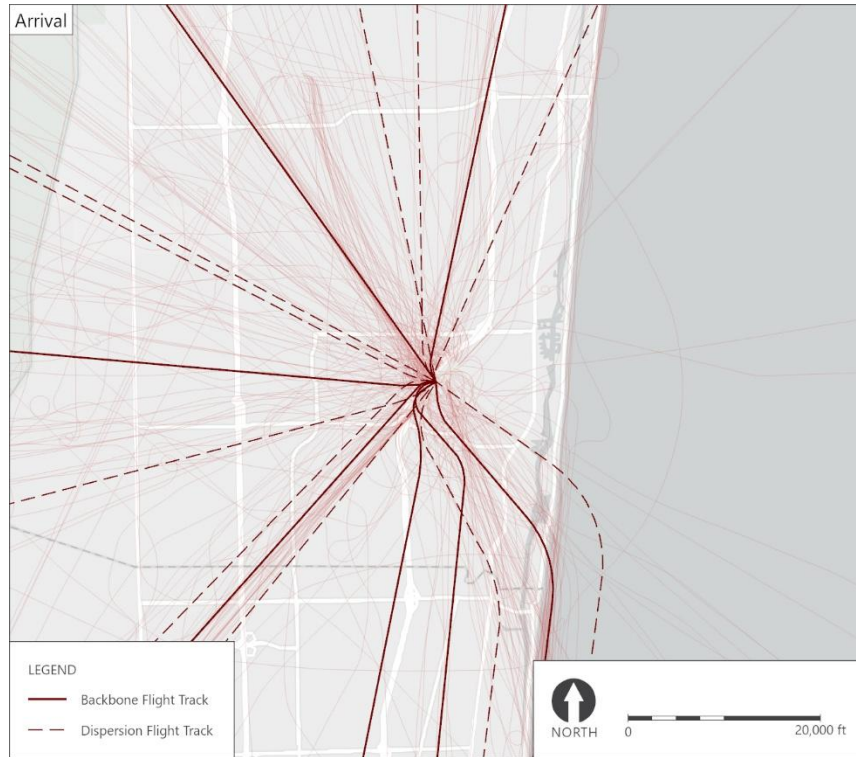 Arrival
LEGEND
Backbone Flight Track
Dispersion Flight Track
NORTH
0
20,000 ft